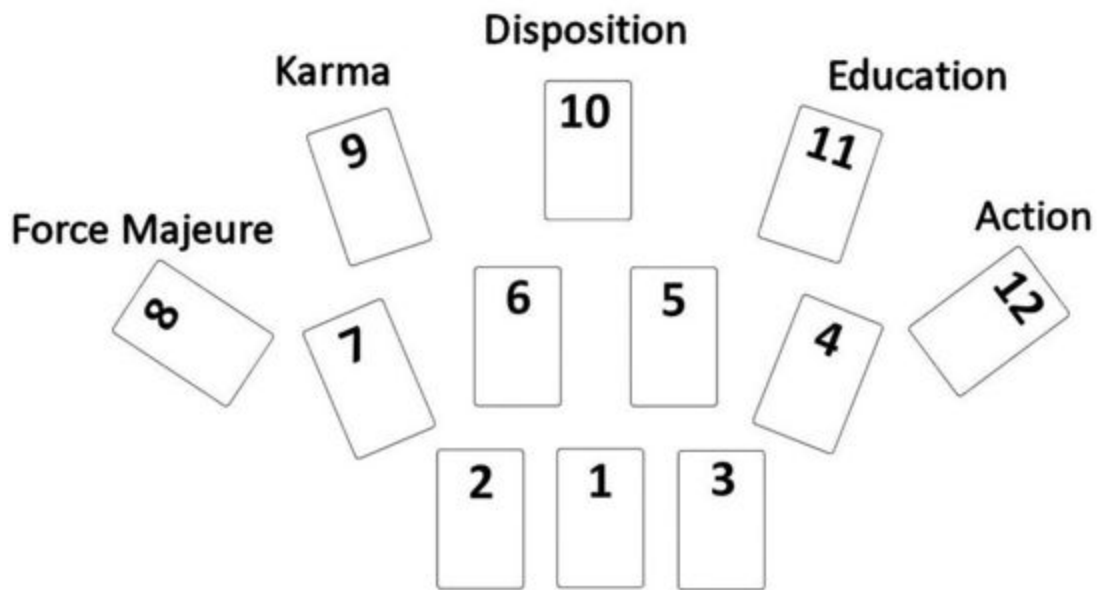 Disposition
Karma
Education
10
9
11
Force Majeure
Action
8
12
7
6
5
4
2
1
3